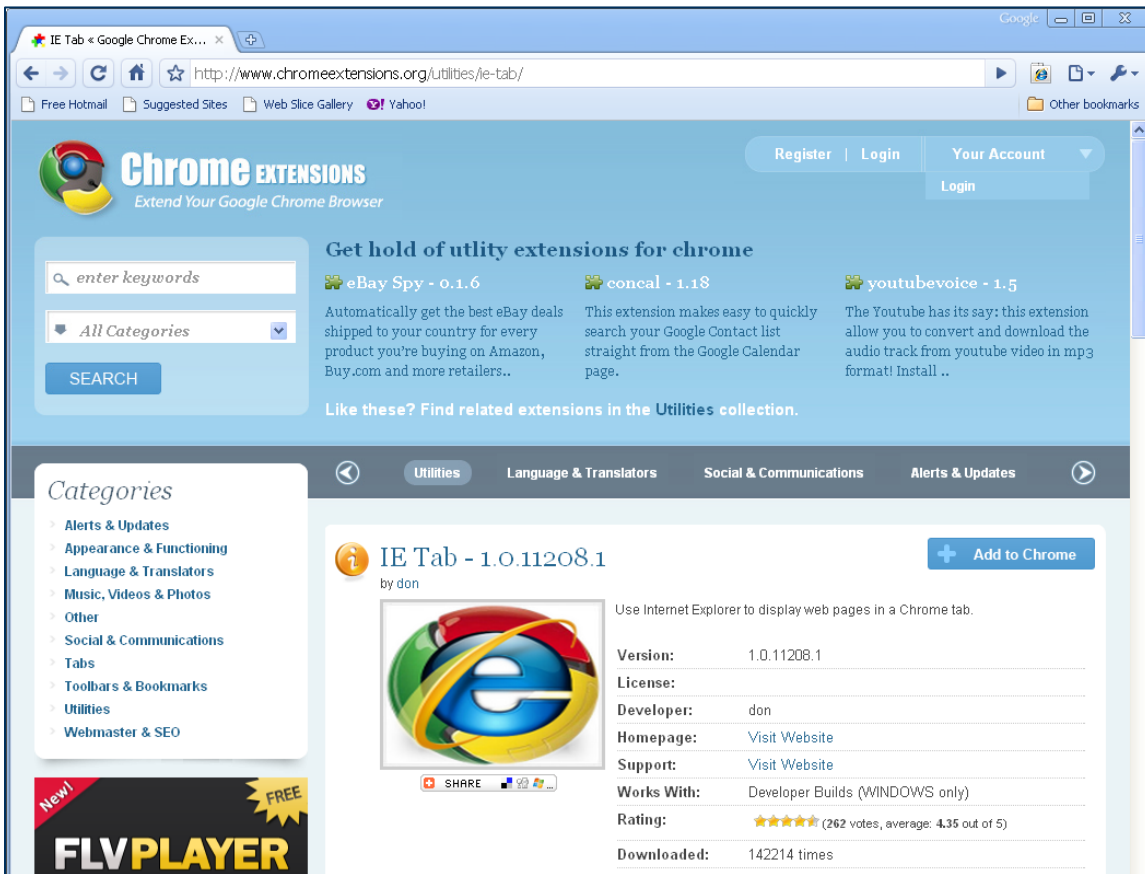 Google
IE Tab « Google Chrome Ex...
http://www.chromeextensions.org/utilities/ie-tab/
Free Hotmail Suggested Sites Web Slice Gallery Yahoo! Other bookmarks
Chrome EXTENSIONS
Extend Your Google Chrome Browser
Register | Login Your Account
Login
enter keywords
All Categories
SEARCH
Get hold of utlity extensions for chrome
eBay Spy - 0.1.6
Automatically get the best eBay deals
shipped to your country for every
product you're buying on Amazon,
Buy.com and more retailers..
concal - 1.18
This extension makes easy to quickly
search your Google Contact list
straight from the Google Calendar
page.
youtubevoice - 1.5
The Youtube has its say: this extension
allow you to convert and download the
audio track from youtube video in mp3
format! Install ..
Like these? Find related extensions in the Utilities collection.
Utilities Language & Translators Social & Communications Alerts & Updates
Categories
Alerts & Updates
Appearance & Functioning
Language & Translators
Music, Videos & Photos
Other
Social & Communications
Tabs
Toolbars & Bookmarks
Utilities
Webmaster & SEO
New!
FREE
FLVPLAYER
IE Tab - 1.0.11208.1
by don
Add to Chrome
SHARE
Use Internet Explorer to display web pages in a Chrome tab.
Version: 1.0.11208.1
License:
Developer: don
Homepage: Visit Website
Support: Visit Website
Works With: Developer Builds (WINDOWS only)
Rating: (262 votes, average: 4.35 out of 5)
Downloaded: 142214 times